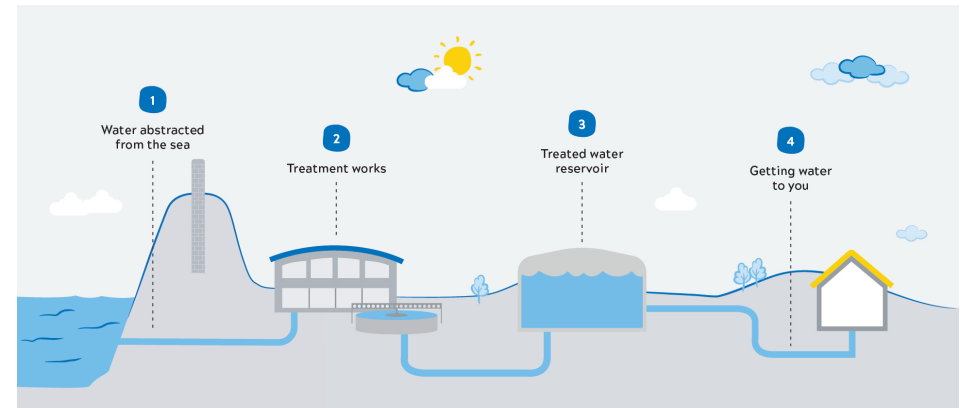 1
Water abstracted
from the sea
2
Treatment works
3
Treated water
reservoir
4
Getting water
to you